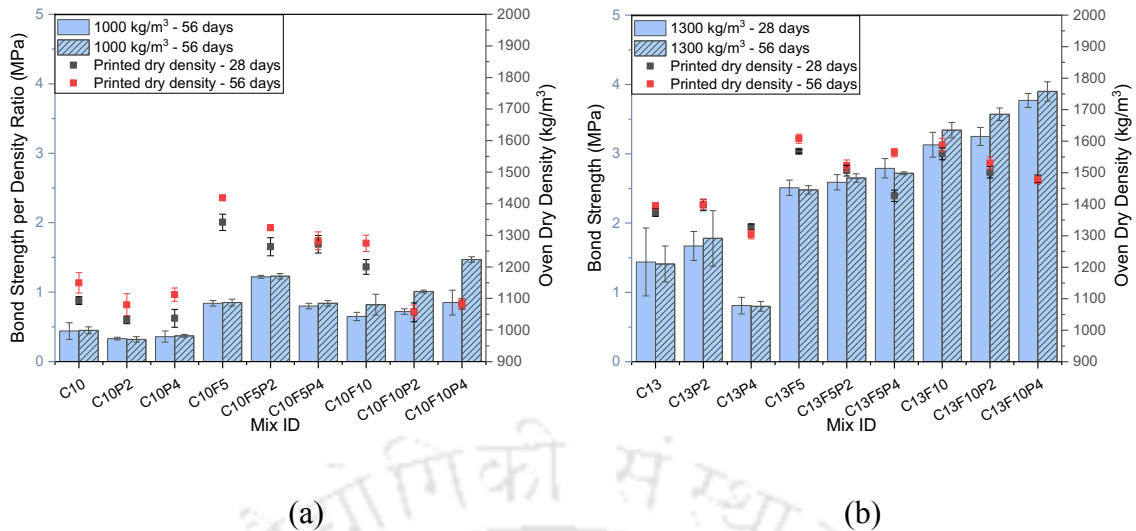 1000 kg/m³ - 56 days
1000 kg/m³ - 56 days
Printed dry density - 28 days
Printed dry density - 56 days
Bond Strength per Density Ratio (MPa)
5
4
3
2
1
0
Oven Dry Density (kg/m³)
2000
1900
1800
1700
1600
1500
1400
1300
1200
1100
1000
900
C10 C10P2 C10P4 C10F5 C10F5P2 C10F5P4 C10F10 C10F10P2 C10F10P4
Mix ID
(a)
1300 kg/m³ - 28 days
1300 kg/m³ - 56 days
Printed dry density - 28 days
Printed dry density - 56 days
Bond Strength (MPa)
5
4
3
2
1
0
Oven Dry Density (kg/m³)
2000
1900
1800
1700
1600
1500
1400
1300
1200
1100
1000
900
C13 C13P2 C13P4 C13F5 C13F5P2 C13F5P4 C13F10 C13F10P2 C13F10P4
Mix ID
(b)